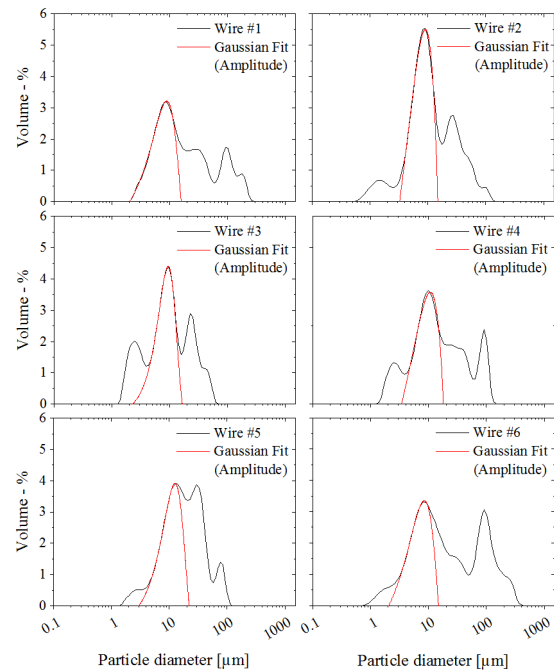 6
5
4
3
2
1
0
Volume - %
Wire #1
Gaussian Fit
(Amplitude)
Wire #2
Gaussian Fit
(Amplitude)
6
5
4
3
2
1
0
Volume - %
Wire #3
Gaussian Fit
(Amplitude)
Wire #4
Gaussian Fit
(Amplitude)
6
5
4
3
2
1
0
Volume - %
Wire #5
Gaussian Fit
(Amplitude)
Wire #6
Gaussian Fit
(Amplitude)
0.1 1 10 100 1000 0.1 1 10 100 1000
Particle diameter [µm] Particle diameter [µm]